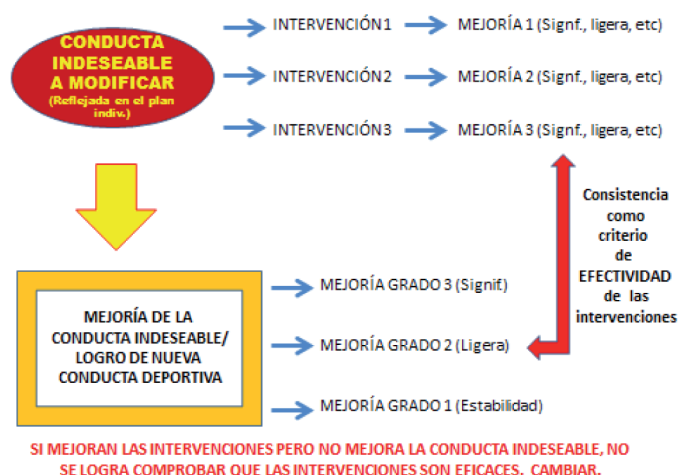 CONDUCTA
INDESEABLE
A MODIFICAR
(Reflejada en el plan
indiv.)
INTERVENCIÓN 1
MEJORÍA 1 (Signf., ligera, etc)
INTERVENCIÓN 2
MEJORÍA 2 (Signf., ligera, etc)
INTERVENCIÓN 3
MEJORÍA 3 (Signf., ligera, etc)
Consistencia
como
criterio
de
EFECTIVIDAD
de las
intervenciones
MEJORÍA DE LA
CONDUCTA INDESEABLE/
LOGRO DE NUEVA
CONDUCTA DEPORTIVA
MEJORÍA GRADO 3 (Signif.)
MEJORÍA GRADO 2 (Ligera)
MEJORÍA GRADO 1 (Estabilidad)
SI MEJORAN LAS INTERVENCIONES PERO NO MEJORA LA CONDUCTA INDESEABLE, NO
SE LOGRA COMPROBAR QUE LAS INTERVENCIONES SON EFICACES. CAMBIAR.